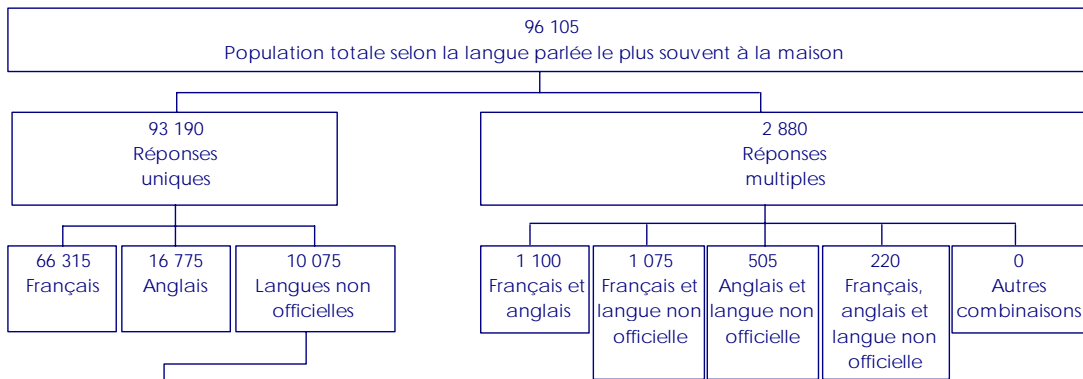 96 105
Population totale selon la langue parlée le plus souvent à la maison
93 190
Réponses
uniques
2 880
Réponses
multiples
66 315
Français
16 775
Anglais
10 075
Langues non
officielles
1 100
Français et
anglais
1 075
Français et
langue non
officielle
505
Anglais et
langue non
officielle
220
Français,
anglais et
langue non
officielle
0
Autres
combinaisons